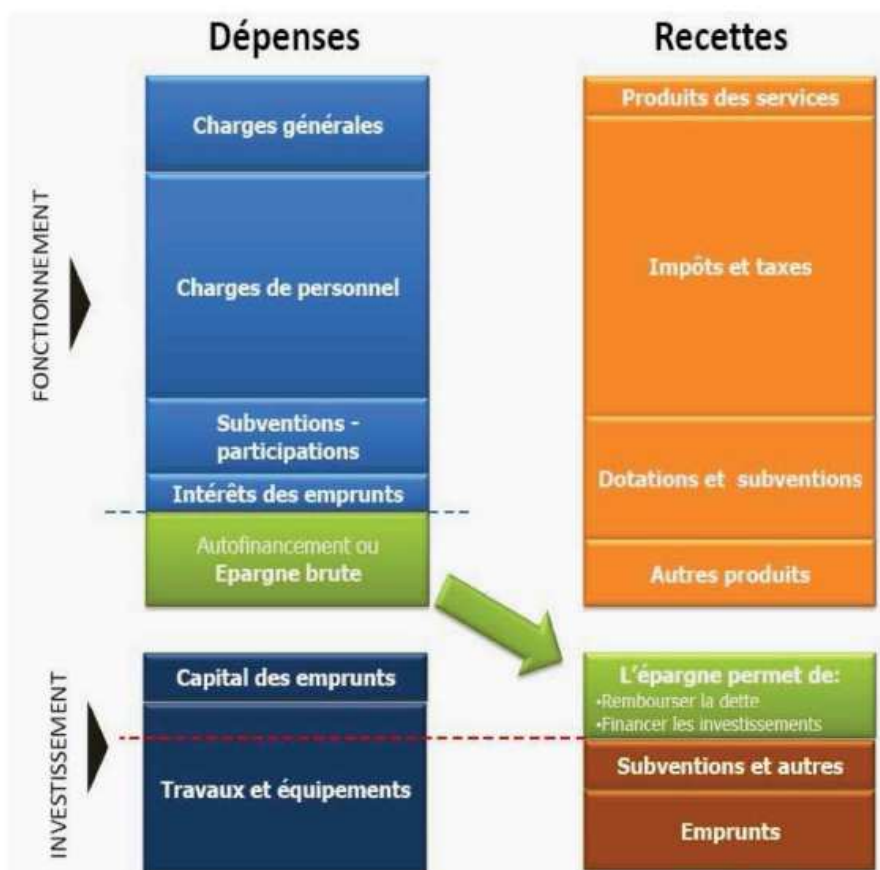 Dépenses
Recettes
FONCTIONNEMENT
Charges générales
Charges de personnel
Subventions -
participations
Intérêts des emprunts
Autofinancement ou
Epargne brute
Produits des services
Impôts et taxes
Dotations et subventions
Autres produits
INVESTISSEMENT
Capital des emprunts
Travaux et équipements
L'épargne permet de:
•Rembourser la dette
•Financer les investissements
Subventions et autres
Emprunts